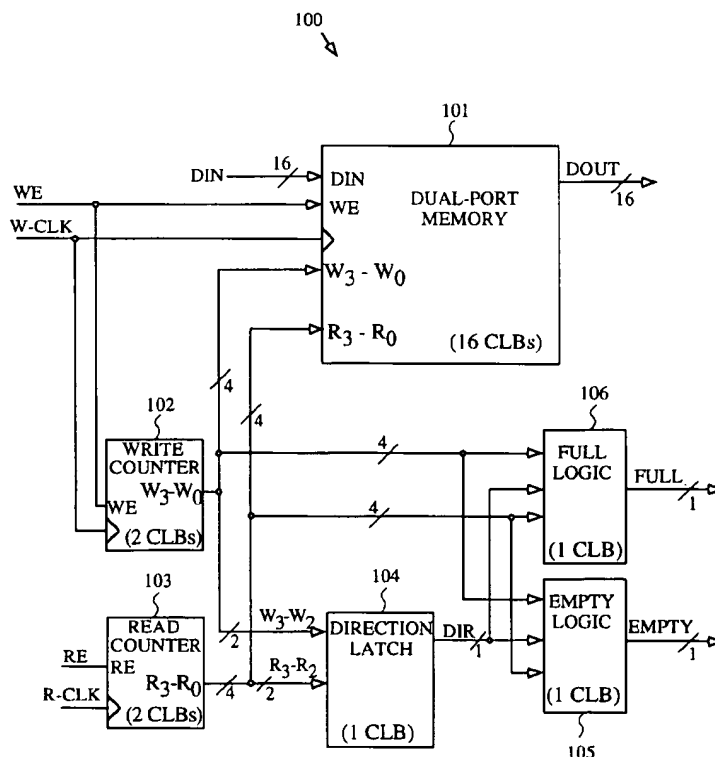 100
101
DIN
16
DIN
DOUT
16
WE
WE
DUAL-PORT
MEMORY
W-CLK
W3 - W0
R3 - R0
(16 CLBs)
4
4
102
WRITE
COUNTER
W3-W0
WE
(2 CLBs)
4
4
106
FULL
LOGIC
FULL
1
(1 CLB)
103
READ
COUNTER
RE
RE
R3-R0
R-CLK
(2 CLBs)
4
2
W3-W2
2
R3-R2
104
DIRECTION
LATCH
DIR
1
(1 CLB)
EMPTY
LOGIC
EMPTY
1
(1 CLB)
105